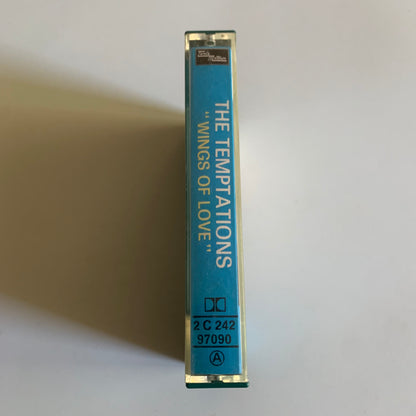 THE TEMPTATIONS
"WINGS OF LOVE"
2 C 242
97090
A